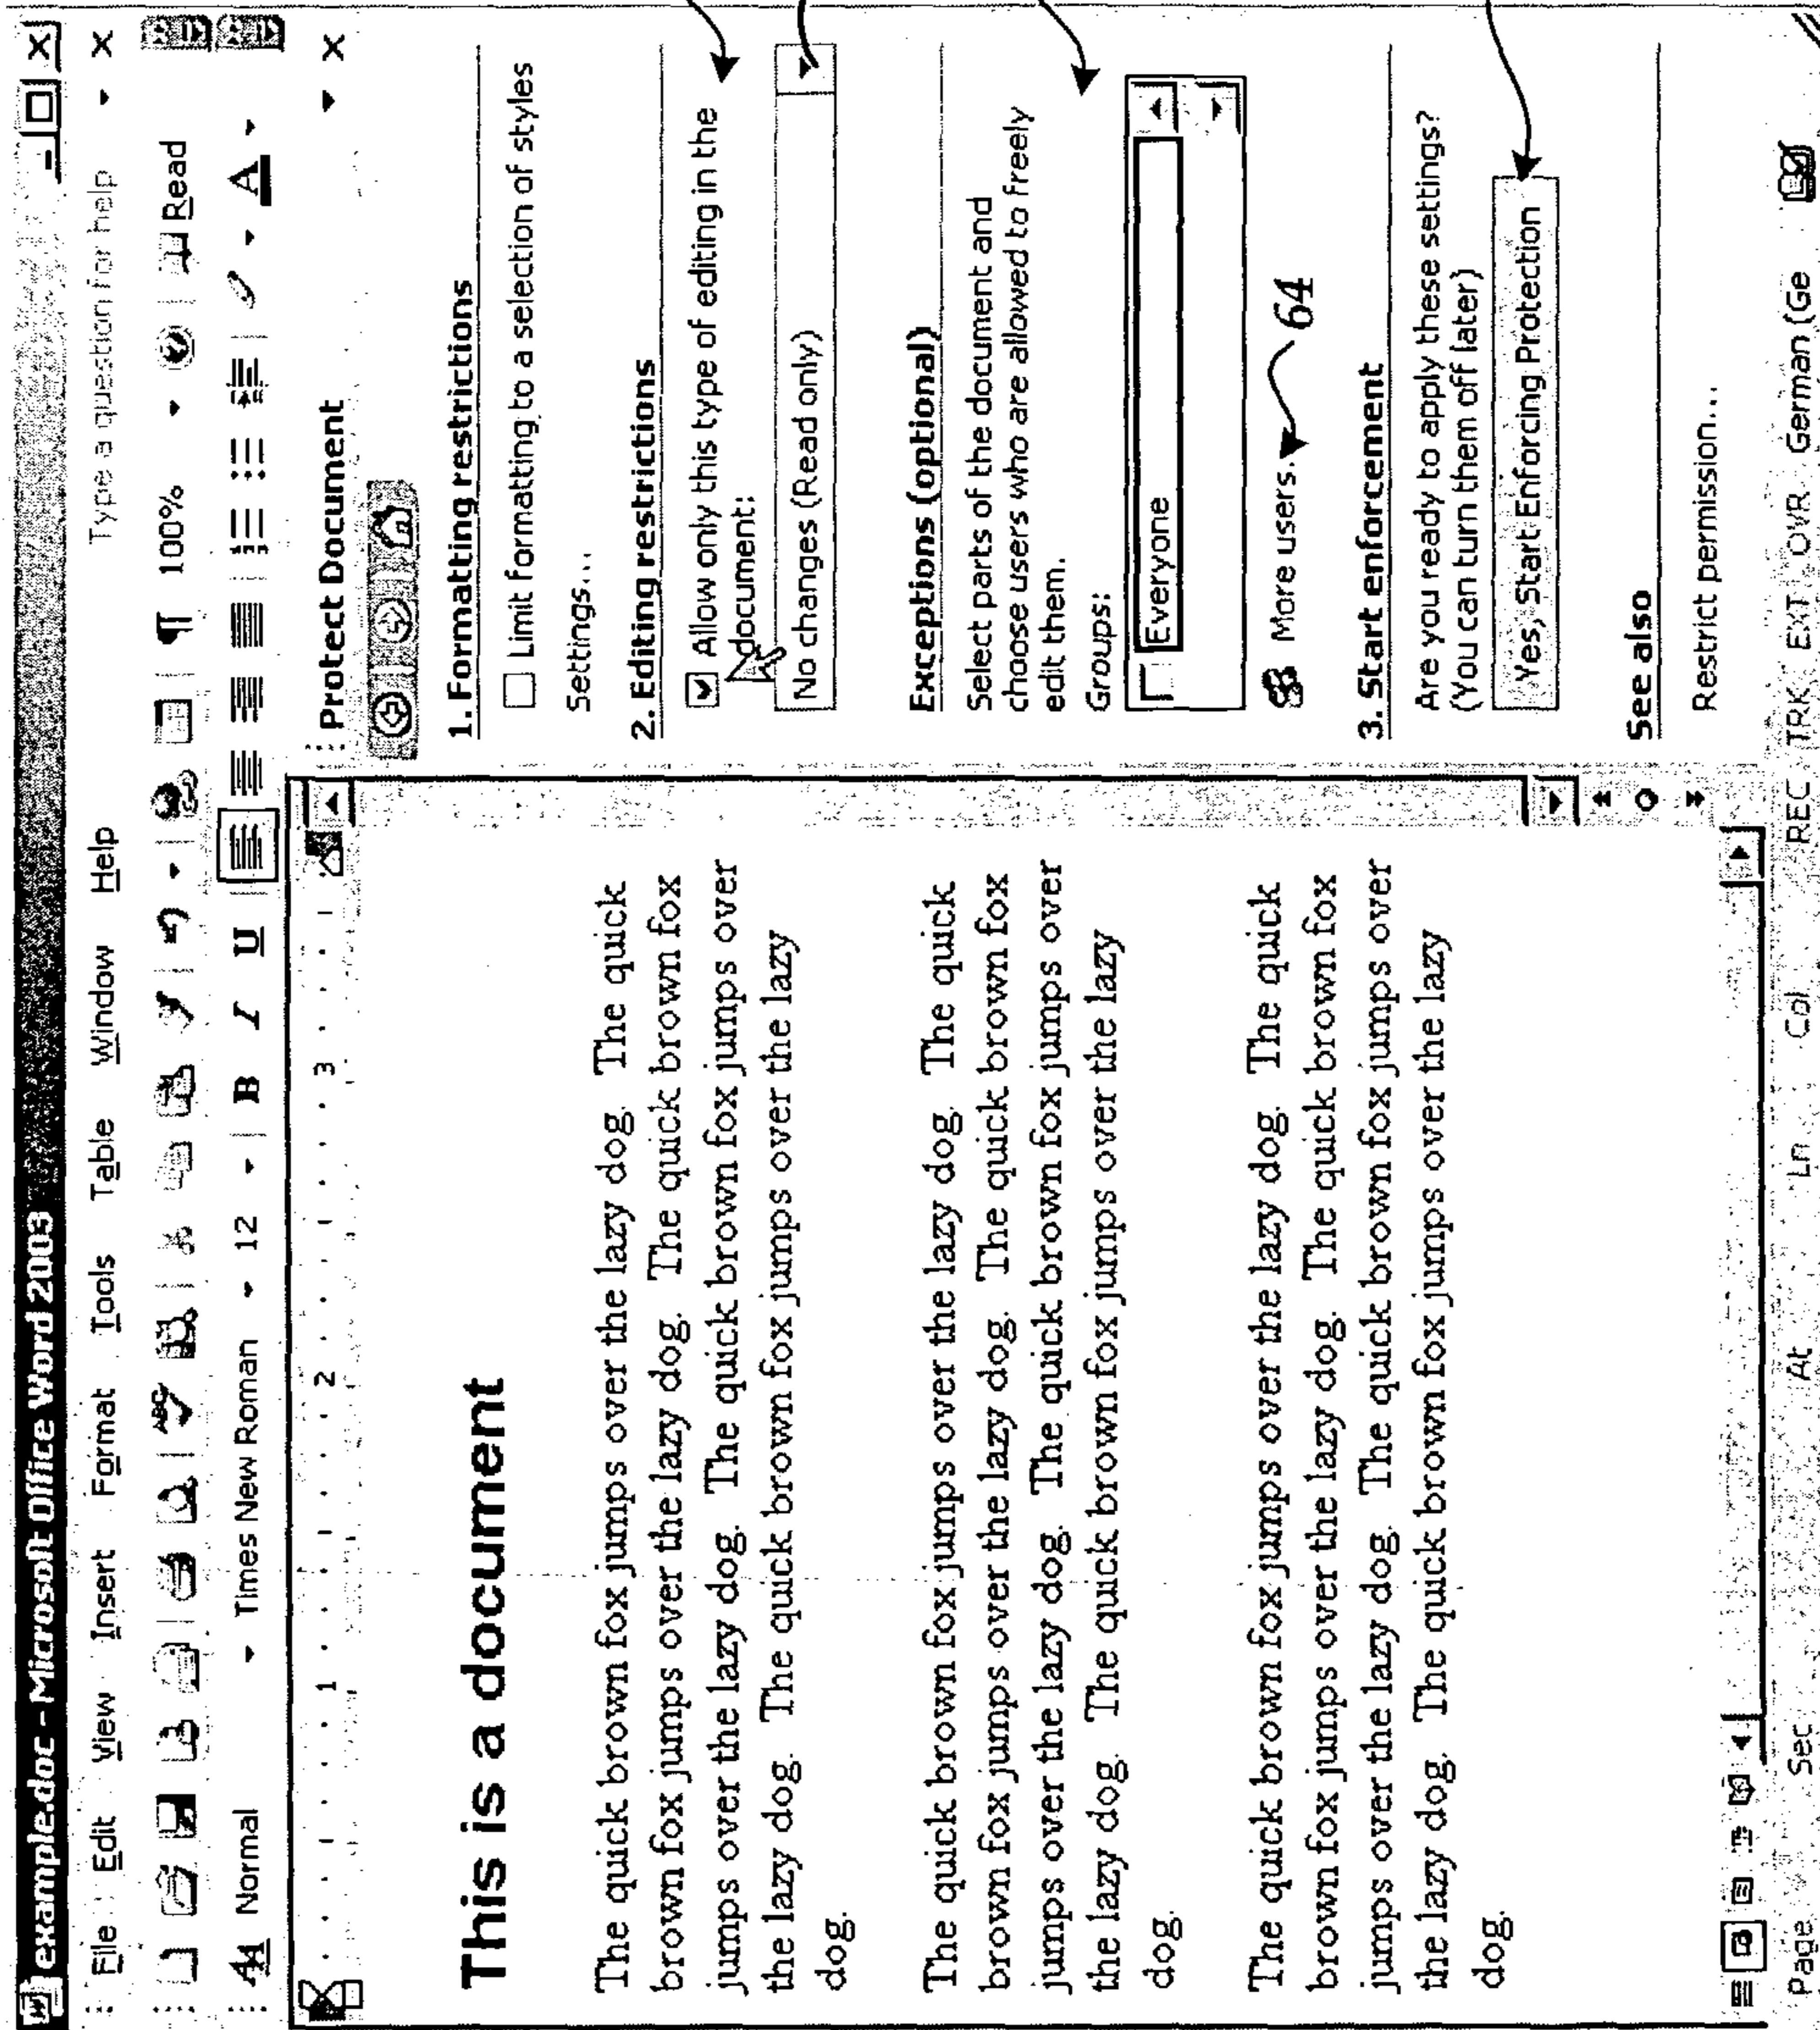 example.doc - Microsoft Office Word 2003
File Edit View Insert Format Tools Table Window Help Type a question for help
100% Read
Normal Times New Roman 12 B I U A
1 2 3
This is a document
The quick brown fox jumps over the lazy dog. The quick
brown fox jumps over the lazy dog. The quick brown fox
jumps over the lazy dog. The quick brown fox jumps over
the lazy dog. The quick brown fox jumps over the lazy
dog.
The quick brown fox jumps over the lazy dog. The quick
brown fox jumps over the lazy dog. The quick brown fox
jumps over the lazy dog. The quick brown fox jumps over
the lazy dog. The quick brown fox jumps over the lazy
dog.
The quick brown fox jumps over the lazy dog. The quick
brown fox jumps over the lazy dog. The quick brown fox
jumps over the lazy dog. The quick brown fox jumps over
the lazy dog. The quick brown fox jumps over the lazy
dog.
Protect Document
1. Formatting restrictions
Limit formatting to a selection of styles
Settings...
2. Editing restrictions
Allow only this type of editing in the
document:
No changes (Read only)
Exceptions (optional)
Select parts of the document and
choose users who are allowed to freely
edit them.
Groups:
Everyone
More users. 64
3. Start enforcement
Are you ready to apply these settings?
(You can turn them off later)
Yes, Start Enforcing Protection
See also
Restrict permission...
Page Sec At Ln Col REC TRK EXT OVR German (Ge